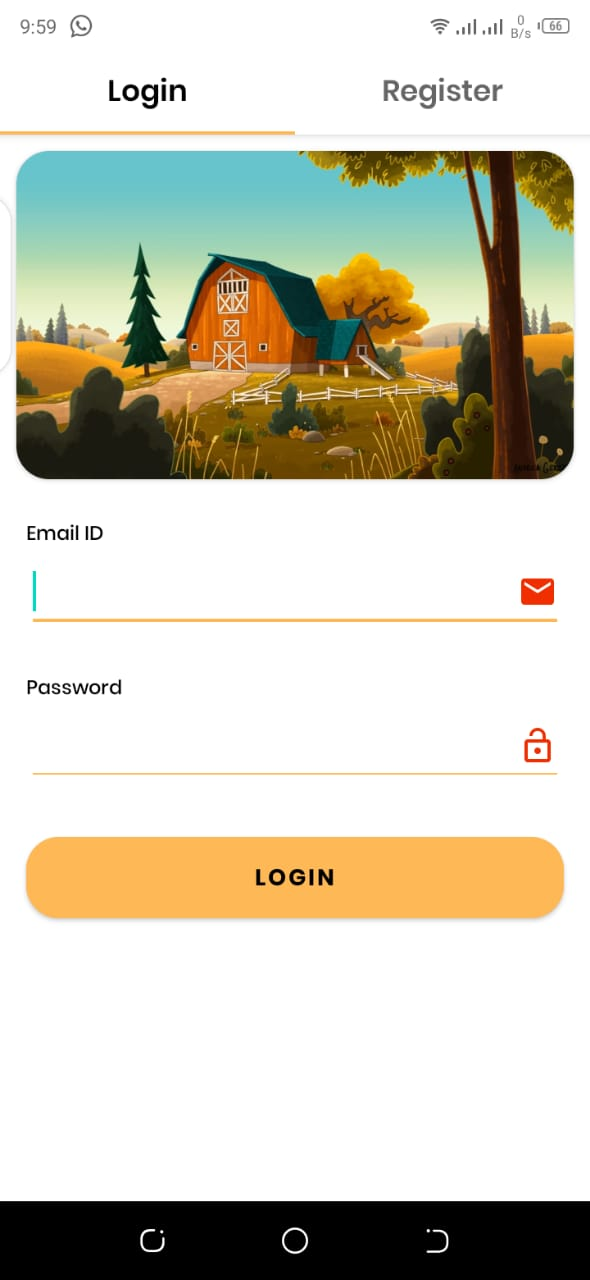 9:59
0
B/s
66
Login
Register
Email ID
Password
LOGIN